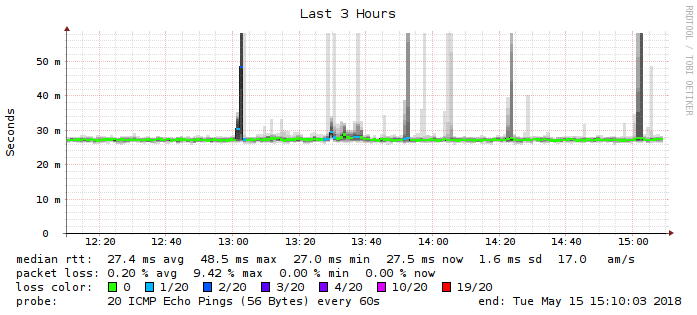 Last 3 Hours
RRDTOOL / TOBI OETIKER
Seconds
50 m
40 m
30 m
20 m
10 m
0
12:20 12:40 13:00 13:20 13:40 14:00 14:20 14:40 15:00
median rtt: 27.4 ms avg 48.5 ms max 27.0 ms min 27.5 ms now 1.6 ms sd 17.0 am/s
packet loss: 0.20 % avg 9.42 % max 0.00 % min 0.00 % now
loss color: 0 1/20 2/20 3/20 4/20 10/20 19/20
probe: 20 ICMP Echo Pings (56 Bytes) every 60s end: Tue May 15 15:10:03 2018